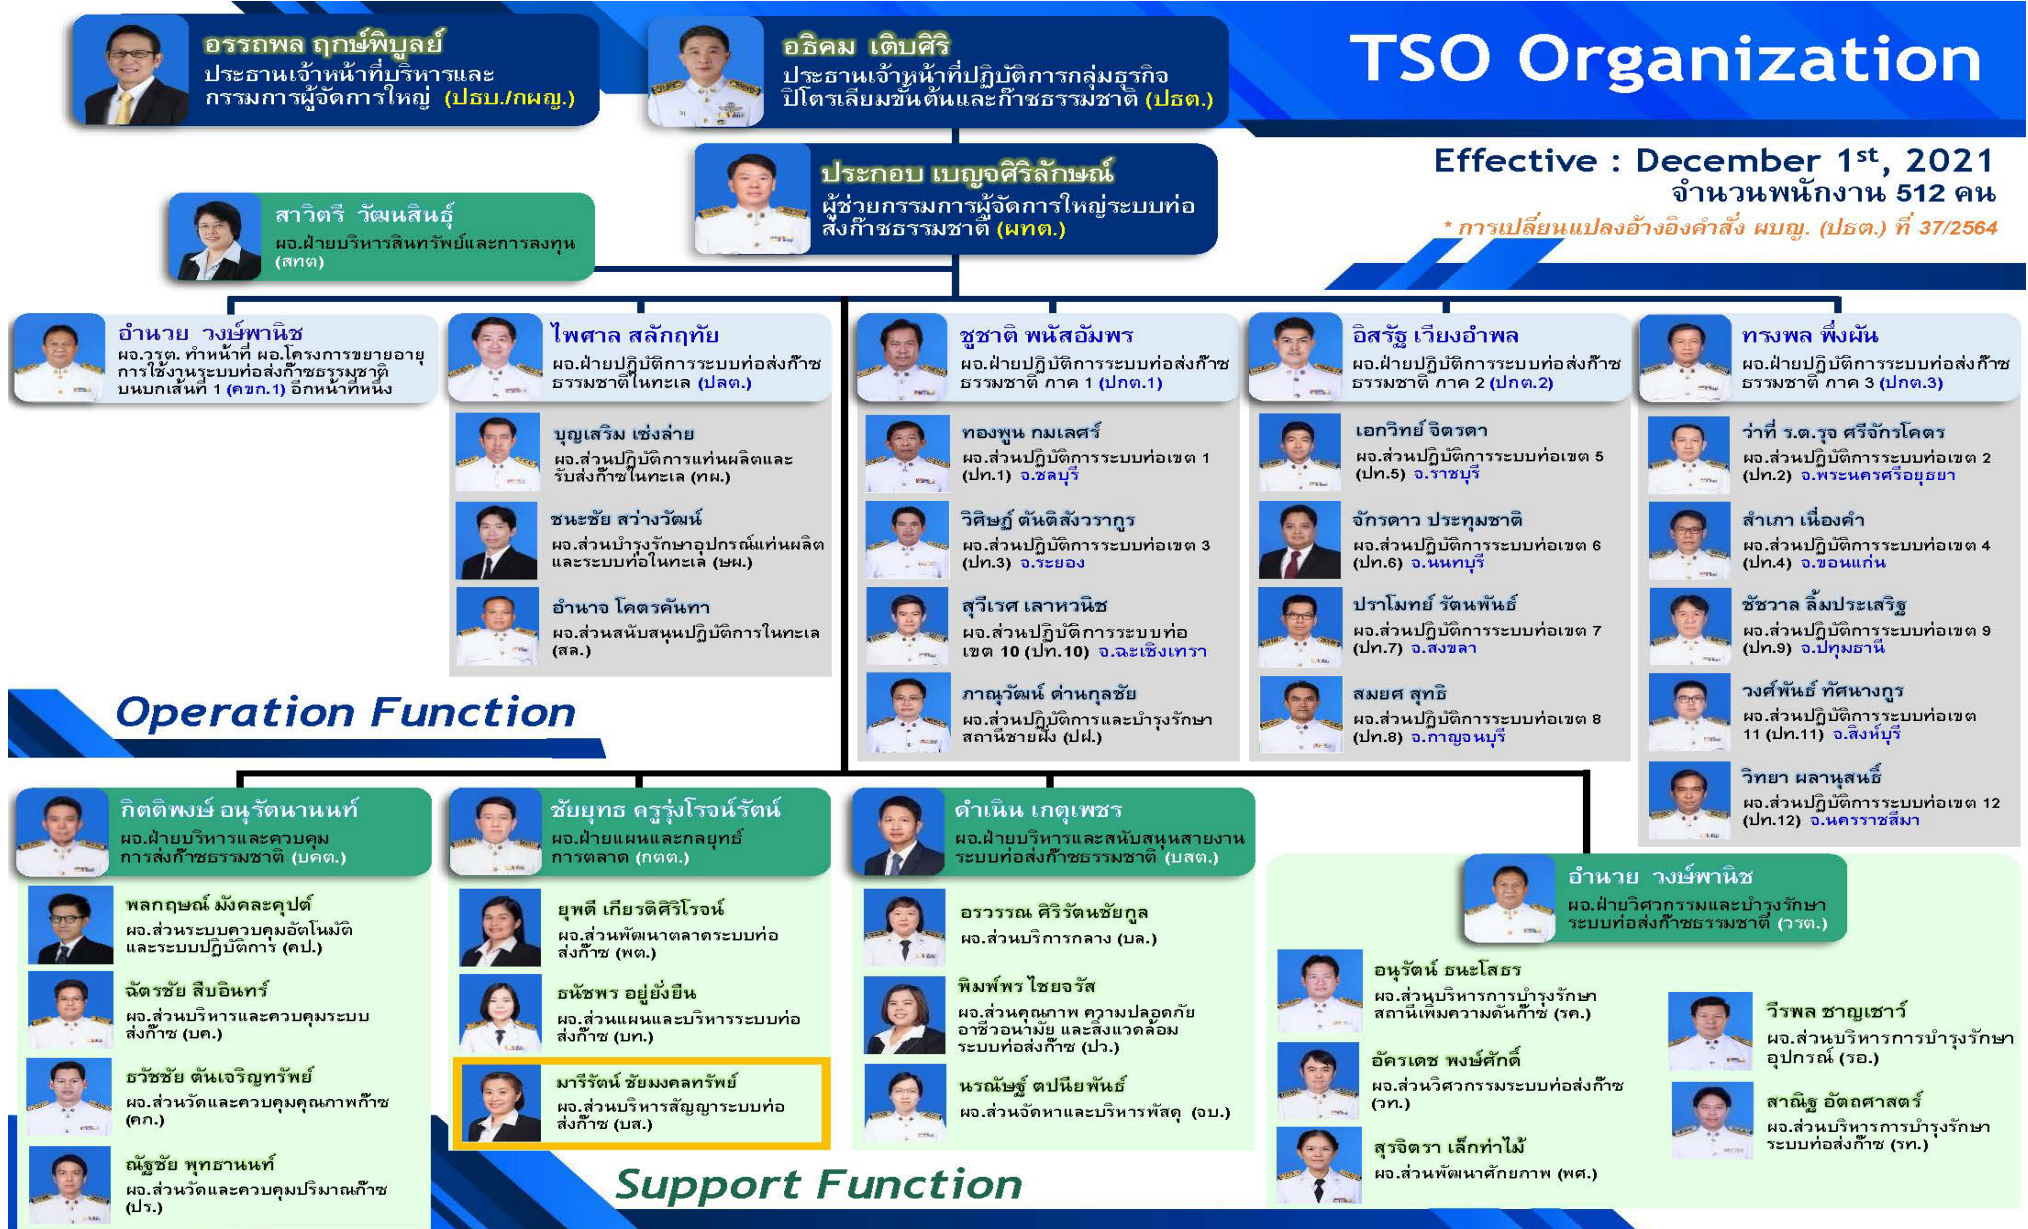 อรรถพล ฤกษ์พิบูลย์
ประธานเจ้าหน้าที่บริหารและ
กรรมการผู้จัดการใหญ่ (ปธบ./กผญ.)
อธิคม เติบศิริ
ประธานเจ้าหน้าที่ปฏิบัติการกลุ่มธุรกิจ
ปิโตรเลียมขั้นต้นและก๊าซธรรมชาติ (ปธต.)
TSO Organization
Effective : December 1st, 2021
จำนวนพนักงาน 512 คน
* การเปลี่ยนแปลงอ้างอิงคำสั่ง ผบญ. (ปธต.) ที่ 37/2564
ประกอบ เบญจศิริลักษณ์
ผู้ช่วยกรรมการผู้จัดการใหญ่ระบบท่อ
ส่งก๊าซธรรมชาติ (ผทต.)
สาวิตรี วัฒนสินธุ์
ผจ.ฝ่ายบริหารสินทรัพย์และการลงทุน
(สทต)
อำนวย วงษ์พานิช
ผจ.วรต. ทำหน้าที่ ผอ.โครงการขยายอายุ
การใช้งานระบบท่อส่งก๊าซธรรมชาติ
บนบกเส้นที่ 1 (คขก.1) อีกหน้าที่หนึ่ง
ไพศาล สลักฤทัย
ผจ.ฝ่ายปฏิบัติการระบบท่อส่งก๊าซ
ธรรมชาติในทะเล (ปลต.)
บุญเสริม เซ่งล่าย
ผจ.ส่วนปฏิบัติการแท่นผลิตและ
รับส่งก๊าซในทะเล (ทผ.)
ชนะชัย สว่างวัฒน์
ผจ.ส่วนบำรุงรักษาอุปกรณ์แท่นผลิต
และระบบท่อในทะเล (ษผ.)
อำนาจ โคตรคันทา
ผจ.ส่วนสนับสนุนปฏิบัติการในทะเล
(สล.)
ชูชาติ พนัสอัมพร
ผจ.ฝ่ายปฏิบัติการระบบท่อส่งก๊าซ
ธรรมชาติ ภาค 1 (ปกต.1)
ทองพูน กมเลศร์
ผจ.ส่วนปฏิบัติการระบบท่อเขต 1
(ปท.1) จ.ชลบุรี
วิศิษฏ์ ตันติสังวรากูร
ผจ.ส่วนปฏิบัติการระบบท่อเขต 3
(ปท.3) จ.ระยอง
สุวีเรศ เลาหวนิช
ผจ.ส่วนปฏิบัติการระบบท่อ
เขต 10 (ปท.10) จ.ฉะเชิงเทรา
ภาณุวัฒน์ ด่านกุลชัย
ผจ.ส่วนปฏิบัติการและบำรุงรักษา
สถานีชายฝั่ง (ปฝ.)
อิสรัฐ เวียงอำพล
ผจ.ฝ่ายปฏิบัติการระบบท่อส่งก๊าซ
ธรรมชาติ ภาค 2 (ปกต.2)
เอกวิทย์ จิตรดา
ผจ.ส่วนปฏิบัติการระบบท่อเขต 5
(ปท.5) จ.ราชบุรี
จักรดาว ประทุมชาติ
ผจ.ส่วนปฏิบัติการระบบท่อเขต 6
(ปท.6) จ.นนทบุรี
ปราโมทย์ รัตนพันธ์
ผจ.ส่วนปฏิบัติการระบบท่อเขต 7
(ปท.7) จ.สงขลา
สมยศ สุทธิ
ผจ.ส่วนปฏิบัติการระบบท่อเขต 8
(ปท.8) จ.กาญจนบุรี
ทรงพล พึ่งผัน
ผจ.ฝ่ายปฏิบัติการระบบท่อส่งก๊าซ
ธรรมชาติ ภาค 3 (ปกต.3)
ว่าที่ ร.ต.รุจ ศรีจักรโคตร
ผจ.ส่วนปฏิบัติการระบบท่อเขต 2
(ปท.2) จ.พระนครศรีอยุธยา
สำเภา เนื่องคำ
ผจ.ส่วนปฏิบัติการระบบท่อเขต 4
(ปท.4) จ.ขอนแก่น
ชัชวาล ลิ้มประเสริฐ
ผจ.ส่วนปฏิบัติการระบบท่อเขต 9
(ปท.9) จ.ปทุมธานี
วงศ์พันธ์ ทัศนางกูร
ผจ.ส่วนปฏิบัติการระบบท่อเขต
11 (ปท.11) จ.สิงห์บุรี
วิทยา ผลานุสนธิ์
ผจ.ส่วนปฏิบัติการระบบท่อเขต 12
(ปท.12) จ.นครราชสีมา
Operation Function
กิตติพงษ์ อนุรัตนานนท์
ผจ.ฝ่ายบริหารและควบคุม
การส่งก๊าซธรรมชาติ (บคต.)
พลกฤษณ์ มังคละคุปต์
ผจ.ส่วนระบบควบคุมอัตโนมัติ
และระบบปฏิบัติการ (คป.)
ฉัตรชัย สืบอินทร์
ผจ.ส่วนบริหารและควบคุมระบบ
ส่งก๊าซ (บค.)
ธวัชชัย ตันเจริญทรัพย์
ผจ.ส่วนวัดและควบคุมคุณภาพก๊าซ
(คก.)
ณัฐชัย พุทธานนท์
ผจ.ส่วนวัดและควบคุมปริมาณก๊าซ
(ปร.)
ชัยยุทธ ครูรุ่งโรจน์รัตน์
ผจ.ฝ่ายแผนและกลยุทธ์
การตลาด (กตต.)
ยุพดี เกียรติศิริโรจน์
ผจ.ส่วนพัฒนาตลาดระบบท่อ
ส่งก๊าซ (พต.)
ธนัชพร อยู่ยั่งยืน
ผจ.ส่วนแผนและบริหารระบบท่อ
ส่งก๊าซ (บท.)
มารีรัตน์ ชัยมงคลทรัพย์
ผจ.ส่วนบริหารสัญญาระบบท่อ
ส่งก๊าซ (บส.)
ดำเนิน เกตุเพชร
ผจ.ฝ่ายบริหารและสนับสนุนสายงาน
ระบบท่อส่งก๊าซธรรมชาติ (บสต.)
อรวรรณ ศิริรัตนชัยกูล
ผจ.ส่วนบริการกลาง (บล.)
พิมพ์พร ไชยจรัส
ผจ.ส่วนคุณภาพ ความปลอดภัย
อาชีวอนามัย และสิ่งแวดล้อม
ระบบท่อส่งก๊าซ (ปว.)
นรณัษฐ์ ตปนียพันธ์
ผจ.ส่วนจัดหาและบริหารพัสดุ (จบ.)
อำนวย วงษ์พานิช
ผจ.ฝ่ายวิศวกรรมและบำรุงรักษา
ระบบท่อส่งก๊าซธรรมชาติ (วรต.)
อนุรัตน์ ธนะโสธร
ผจ.ส่วนบริหารการบำรุงรักษา
สถานีเพิ่มความดันก๊าซ (รค.)
อัครเดช พงษ์ศักดิ์
ผจ.ส่วนวิศวกรรมระบบท่อส่งก๊าซ
(วท.)
สุรจิตรา เล็กท่าไม้
ผจ.ส่วนพัฒนาศักยภาพ (พศ.)
วีรพล ชาญเชาว์
ผจ.ส่วนบริหารการบำรุงรักษา
อุปกรณ์ (รอ.)
สาณิฐ อัตถศาสตร์
ผจ.ส่วนบริหารการบำรุงรักษา
ระบบท่อส่งก๊าซ (รท.)
Support Function